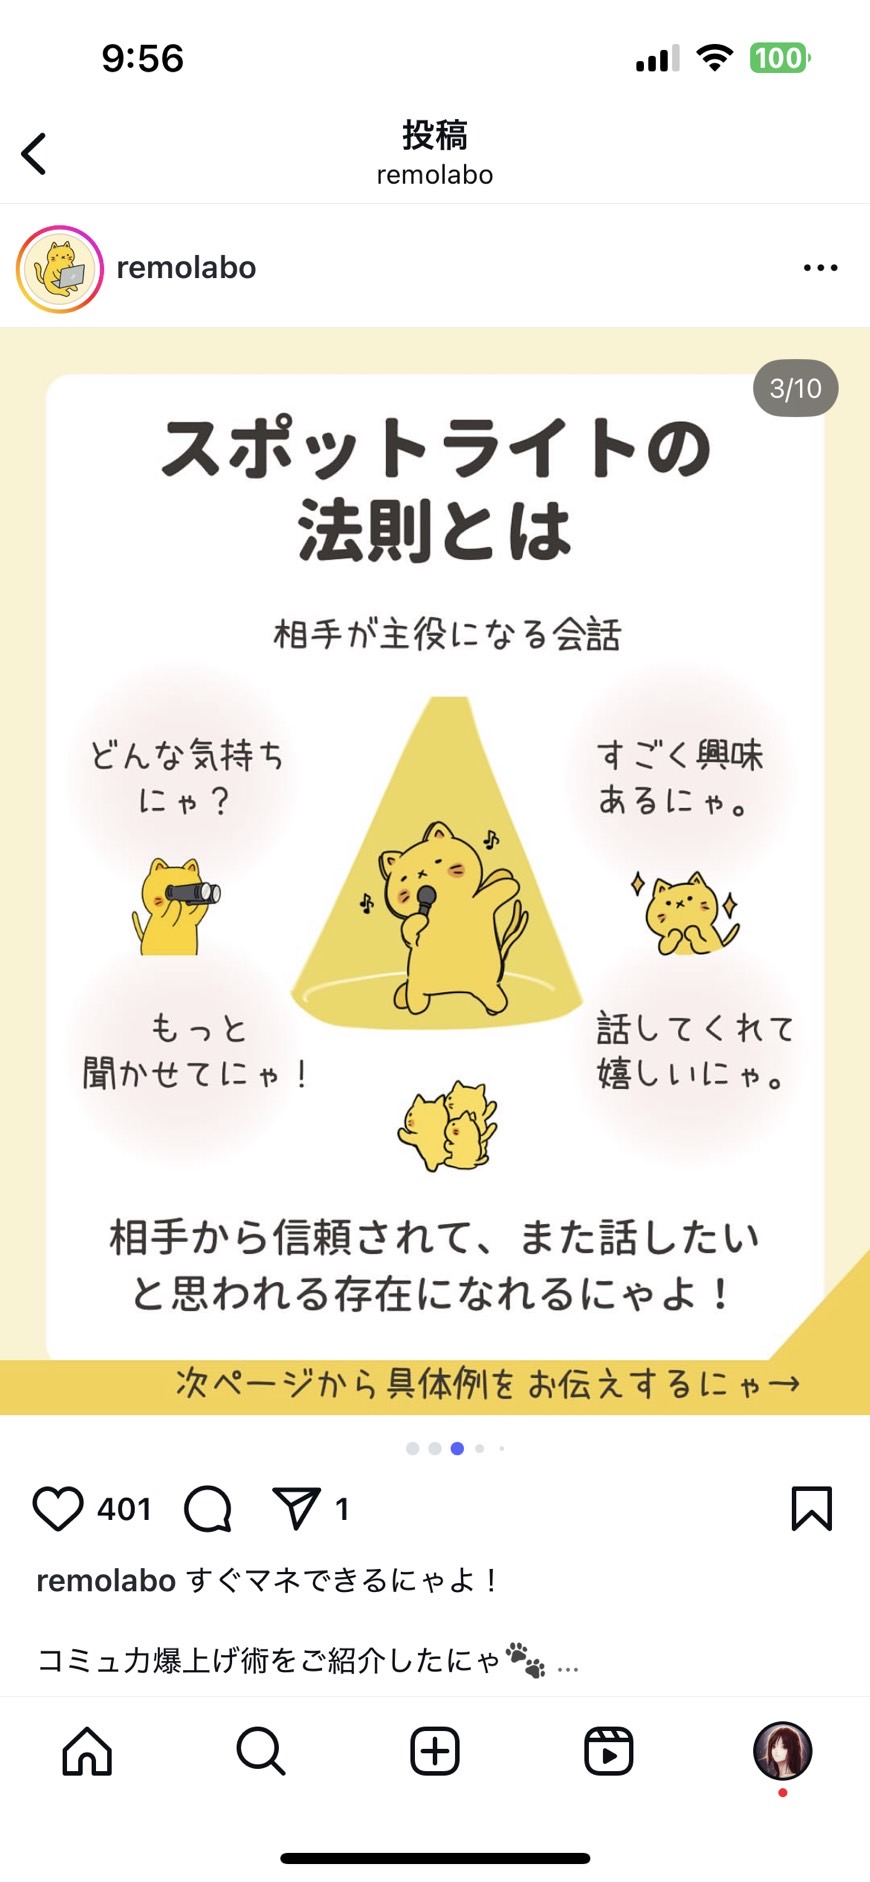 9:56
100
投稿
remolabo
remolabo
3/10
スポットライトの
法則とは
相手が主役になる会話
どんな気持ち
にゃ？
すごく興味
あるにゃ。
もっと
聞かせてにゃ！
話してくれて
嬉しいにゃ。
相手から信頼されて、また話したい
と思われる存在になれるにゃよ！
次ページから具体例をお伝えするにゃ→
401
1
remolabo すぐマネできるにゃよ！
コミュ力爆上げ術をご紹介したにゃ🐾 ...